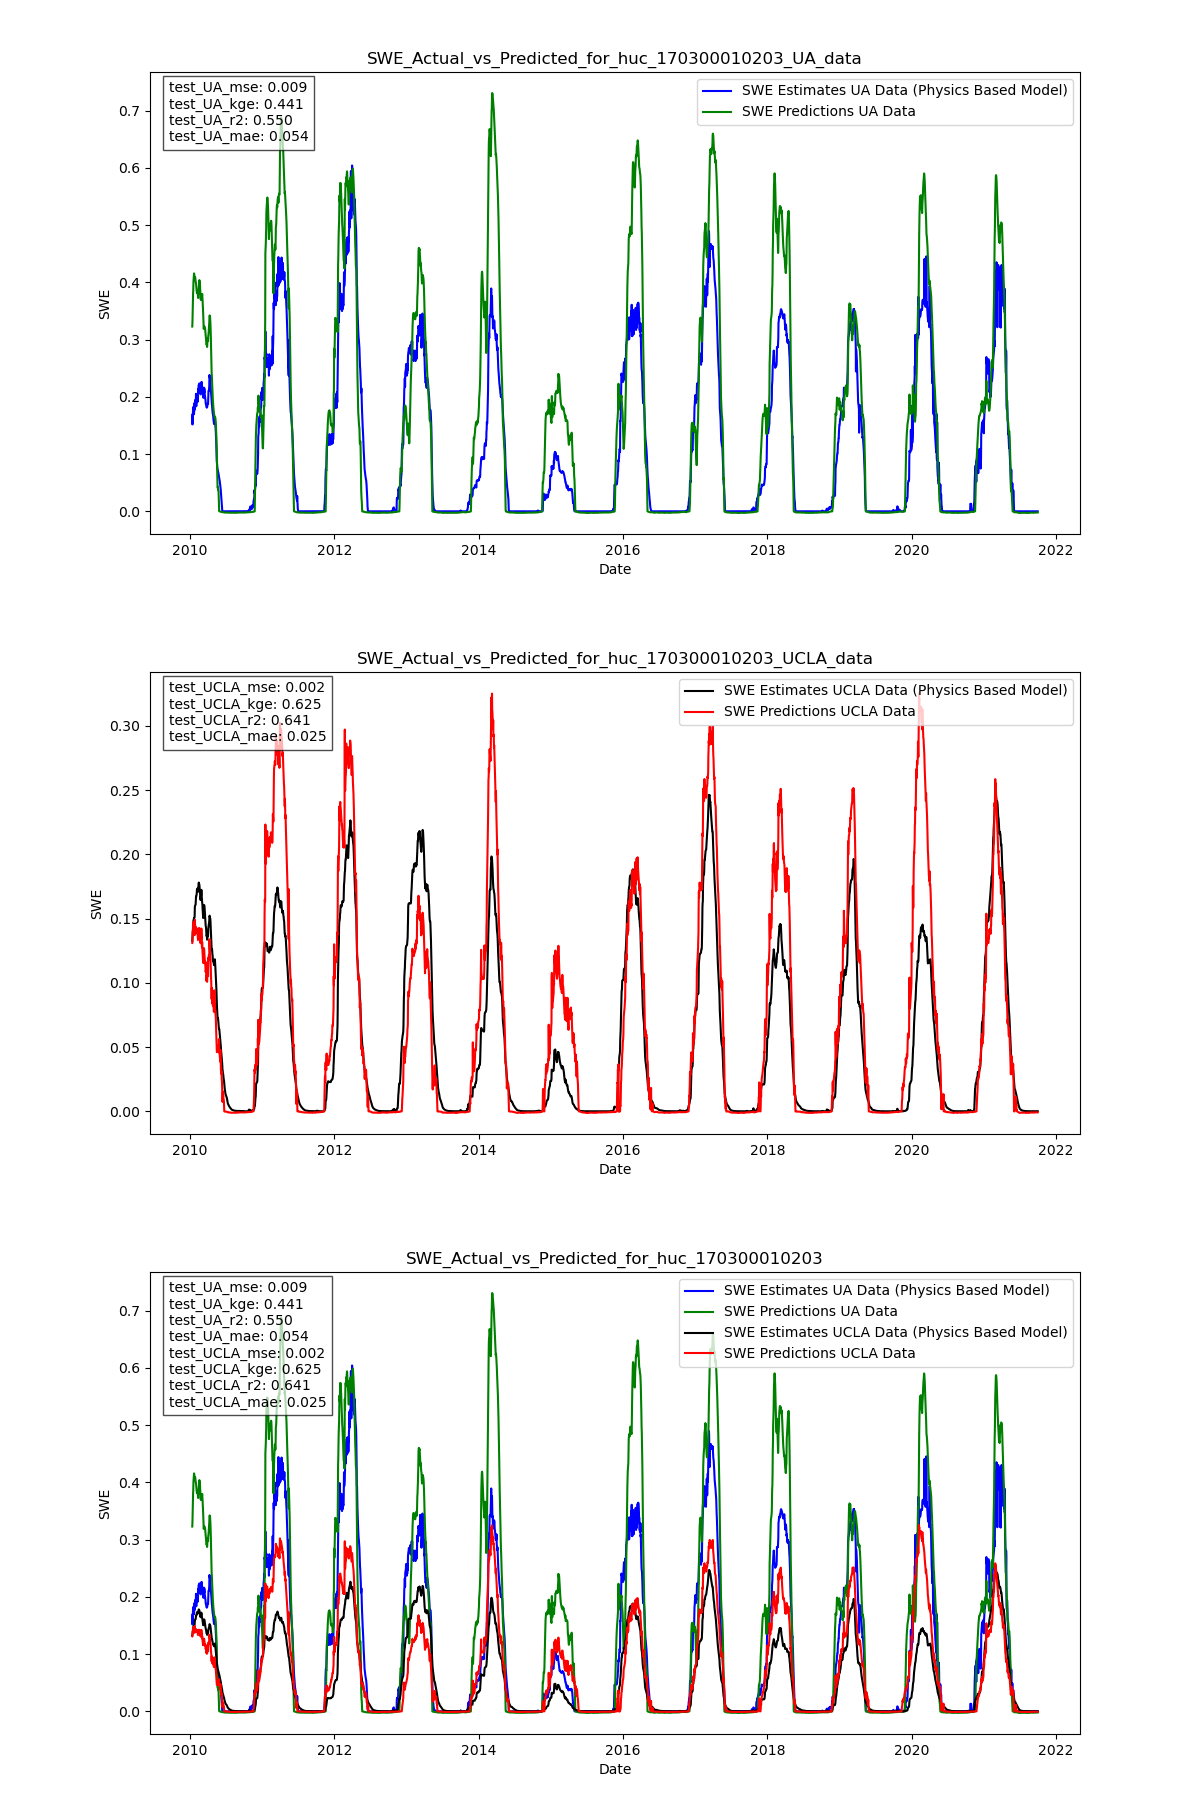 SWE_Actual_vs_Predicted_for_huc_170300010203_UA_data
test_UA_mse: 0.009
test_UA_kge: 0.441
test_UA_r2: 0.550
test_UA_mae: 0.054
SWE Estimates UA Data (Physics Based Model)
SWE Predictions UA Data
0.7
0.6
0.5
0.4
0.3
0.2
0.1
0.0
SWE
2010 2012 2014 2016 2018 2020 2022
Date
SWE_Actual_vs_Predicted_for_huc_170300010203_UCLA_data
test_UCLA_mse: 0.002
test_UCLA_kge: 0.625
test_UCLA_r2: 0.641
test_UCLA_mae: 0.025
SWE Estimates UCLA Data (Physics Based Model)
SWE Predictions UCLA Data
0.30
0.25
0.20
0.15
0.10
0.05
0.00
SWE
2010 2012 2014 2016 2018 2020 2022
Date
SWE_Actual_vs_Predicted_for_huc_170300010203
test_UA_mse: 0.009
test_UA_kge: 0.441
test_UA_r2: 0.550
test_UA_mae: 0.054
test_UCLA_mse: 0.002
test_UCLA_kge: 0.625
test_UCLA_r2: 0.641
test_UCLA_mae: 0.025
SWE Estimates UA Data (Physics Based Model)
SWE Predictions UA Data
SWE Estimates UCLA Data (Physics Based Model)
SWE Predictions UCLA Data
0.7
0.6
0.5
0.4
0.3
0.2
0.1
0.0
SWE
2010 2012 2014 2016 2018 2020 2022
Date